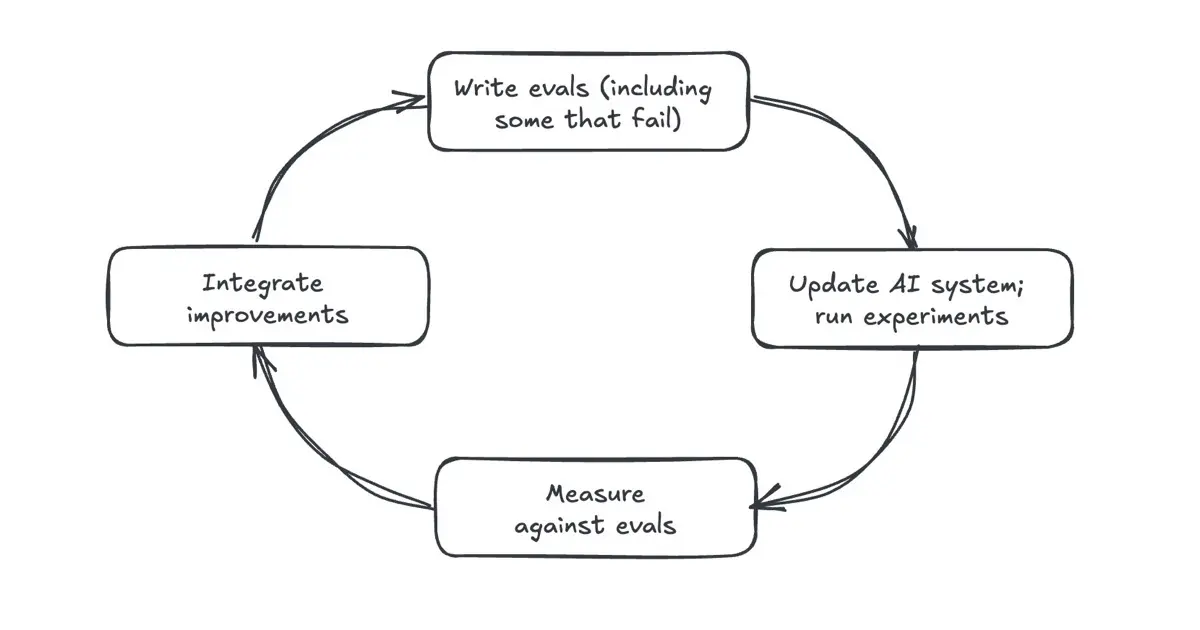 Write evals (including
some that fail)
Integrate
improvements
Update AI system;
run experiments
Measure
against evals